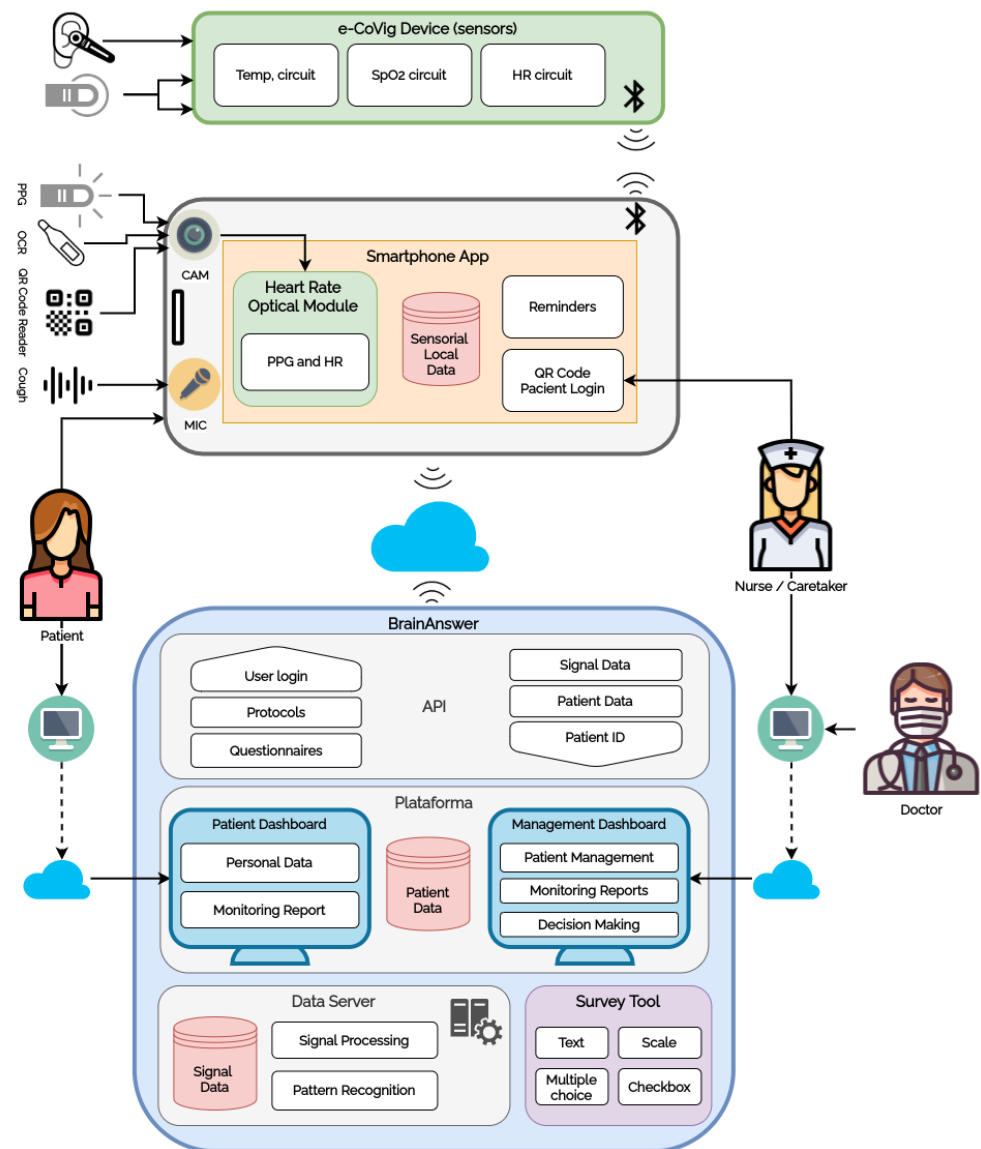 e-CoVig Device (sensors)
Temp, circuit
SpO2 circuit
HR circuit
PPG
OCR
QR Code Reader
Cough
CAM
MIC
Smartphone App
Heart Rate
Optical Module
PPG and HR
Sensorial
Local
Data
Reminders
QR Code
Pacient Login
Patient
Nurse / Caretaker
Doctor
BrainAnswer
API
User login
Protocols
Questionnaires
Signal Data
Patient Data
Patient ID
Plataforma
Patient Dashboard
Personal Data
Monitoring Report
Patient
Data
Management Dashboard
Patient Management
Monitoring Reports
Decision Making
Data Server
Signal
Data
Signal Processing
Pattern Recognition
Survey Tool
Text
Scale
Multiple
choice
Checkbox